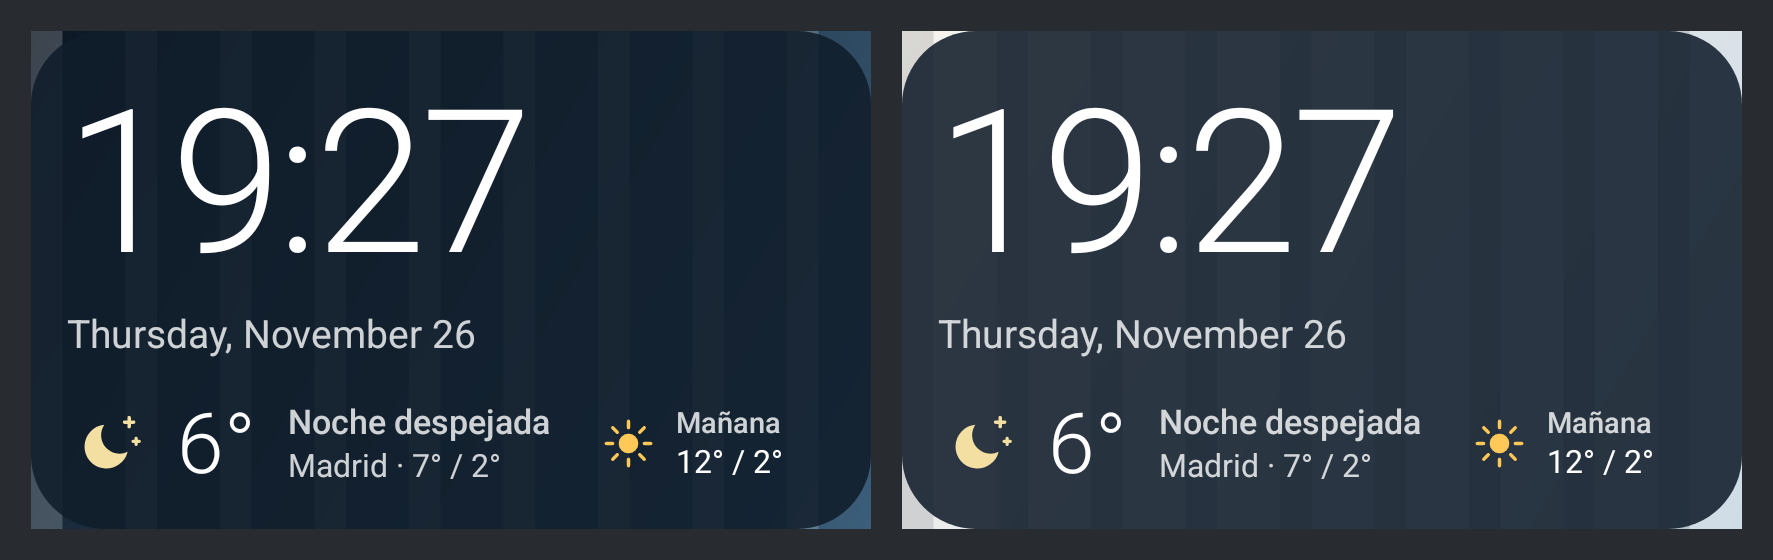 19:27
Thursday, November 26
6°
Noche despejada
Madrid · 7° / 2°
Mañana
12° / 2°
19:27
Thursday, November 26
6°
Noche despejada
Madrid · 7° / 2°
Mañana
12° / 2°